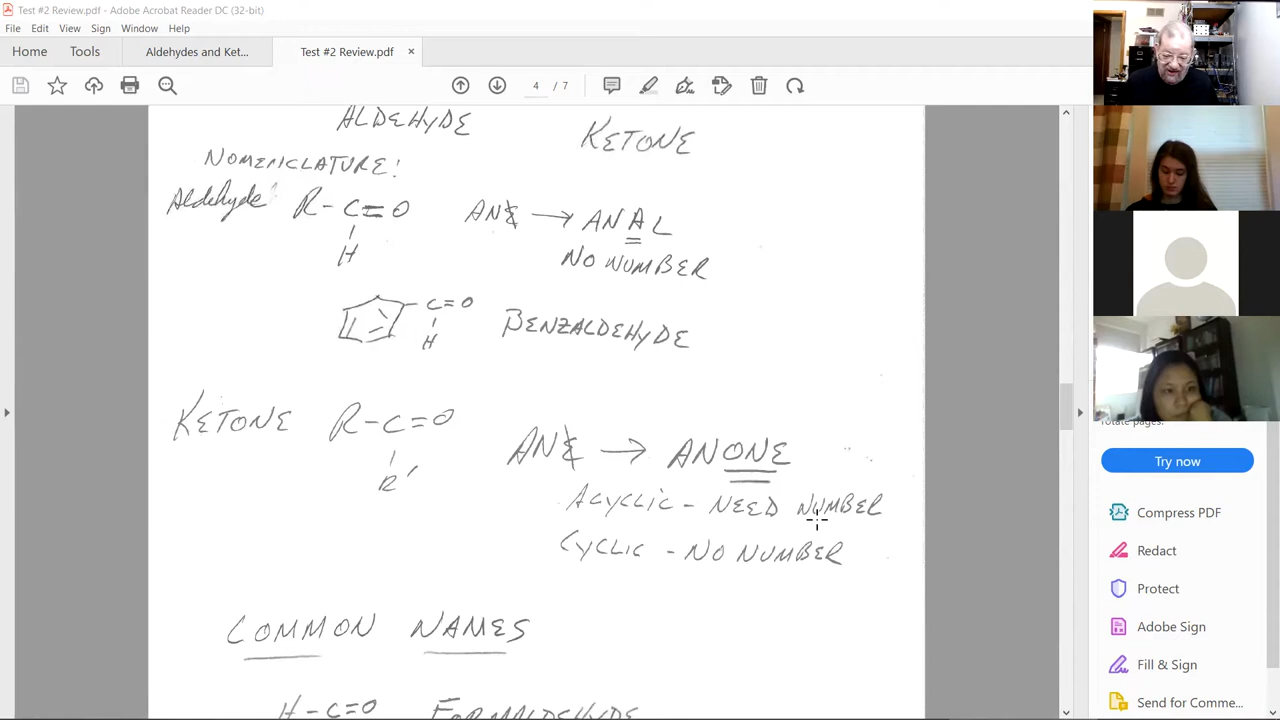 Test #2 Review.pdf - Adobe Acrobat Reader DC (32-bit)
File Edit View Sign Window Help
Home Tools Aldehydes and Ket... Test #2 Review.pdf ×
/ 7
ALDEHYDE KETONE
NOMENCLATURE:
Aldehyde: R-C=O ANE → ANAL
H NO NUMBER
C=O BENZALDEHYDE
H
KETONE R-C=O ANE → ANONE
R'
ACYCLIC - NEED NUMBER
CYCLIC - NO NUMBER
COMMON NAMES
H-C=O FORMALDEHYDE
rotate pages.
Try now
Compress PDF
Redact
Protect
Adobe Sign
Fill & Sign
Send for Comme...